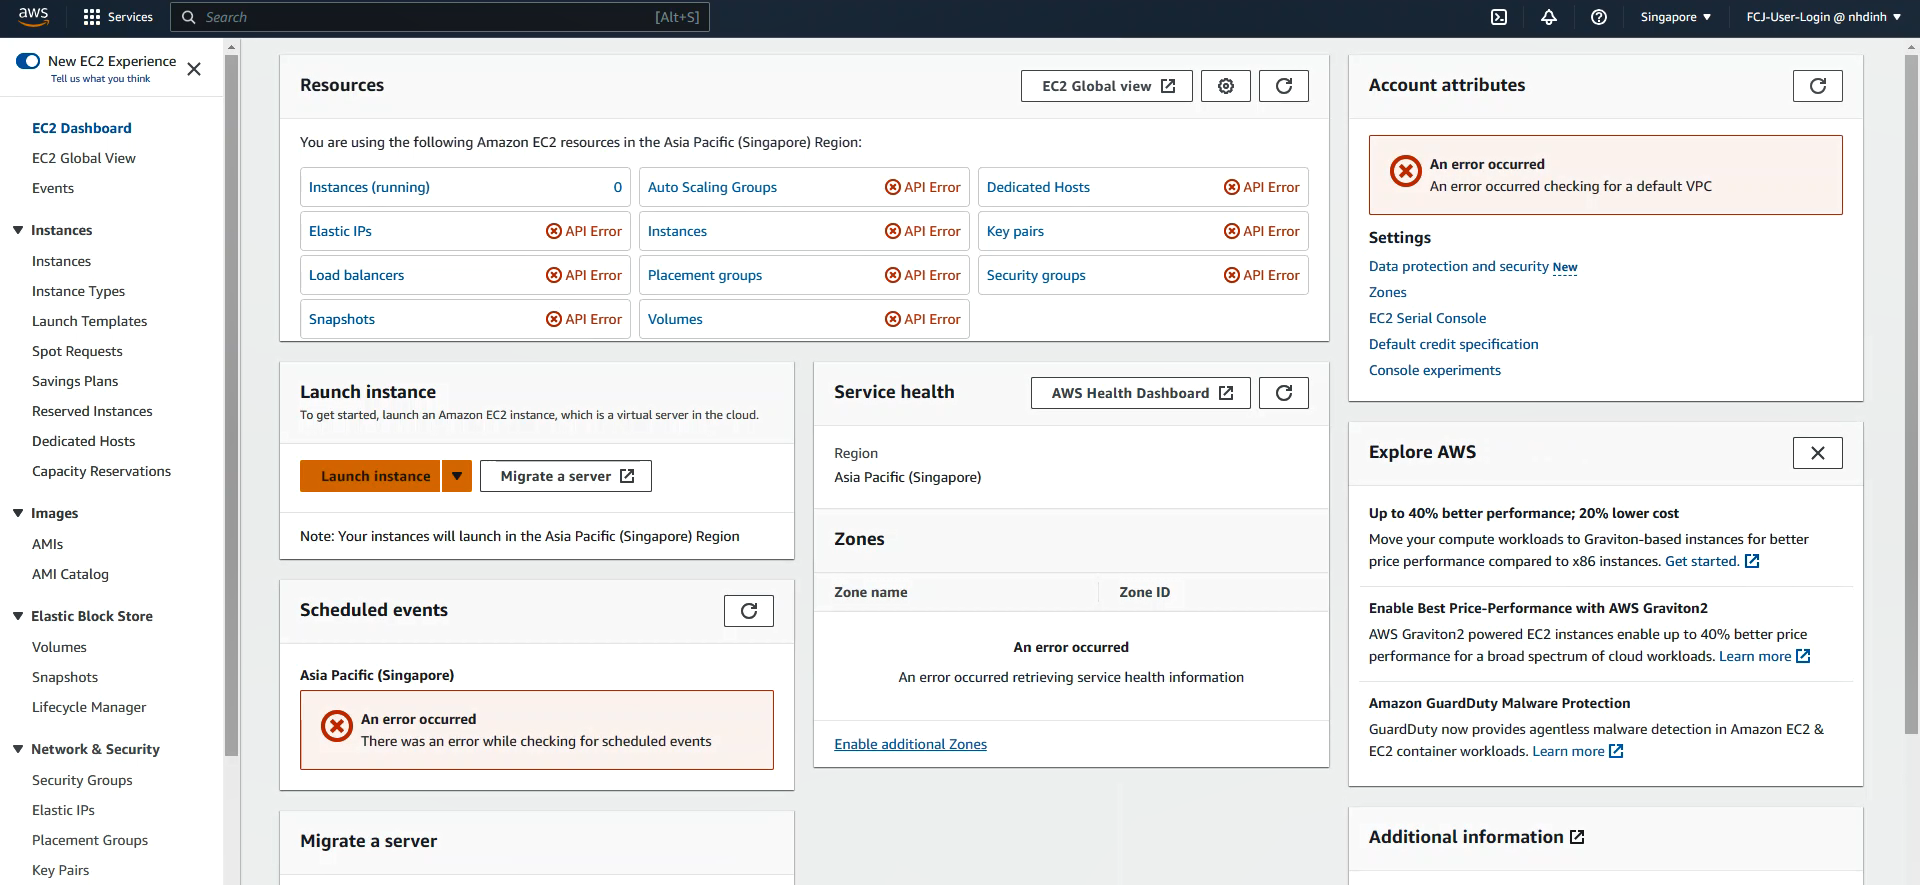 aws
Services
Search
[Alt+S]
Singapore
FCJ-User-Login @ nhdinh
New EC2 Experience
Tell us what you think
EC2 Dashboard
EC2 Global View
Events
Instances
Instances
Instance Types
Launch Templates
Spot Requests
Savings Plans
Reserved Instances
Dedicated Hosts
Capacity Reservations
Images
AMIs
AMI Catalog
Elastic Block Store
Volumes
Snapshots
Lifecycle Manager
Network & Security
Security Groups
Elastic IPs
Placement Groups
Key Pairs
Resources
EC2 Global view
You are using the following Amazon EC2 resources in the Asia Pacific (Singapore) Region:
Instances (running) 0
Auto Scaling Groups API Error
Dedicated Hosts API Error
Elastic IPs API Error
Instances API Error
Key pairs API Error
Load balancers API Error
Placement groups API Error
Security groups API Error
Snapshots API Error
Volumes API Error
Launch instance
To get started, launch an Amazon EC2 instance, which is a virtual server in the cloud.
Launch instance
Migrate a server
Note: Your instances will launch in the Asia Pacific (Singapore) Region
Scheduled events
Asia Pacific (Singapore)
An error occurred
There was an error while checking for scheduled events
Migrate a server
Service health
AWS Health Dashboard
Region
Asia Pacific (Singapore)
Zones
Zone name
Zone ID
An error occurred
An error occurred retrieving service health information
Enable additional Zones
Account attributes
An error occurred
An error occurred checking for a default VPC
Settings
Data protection and security New
Zones
EC2 Serial Console
Default credit specification
Console experiments
Explore AWS
Up to 40% better performance; 20% lower cost
Move your compute workloads to Graviton-based instances for better
price performance compared to x86 instances. Get started.
Enable Best Price-Performance with AWS Graviton2
AWS Graviton2 powered EC2 instances enable up to 40% better price
performance for a broad spectrum of cloud workloads. Learn more
Amazon GuardDuty Malware Protection
GuardDuty now provides agentless malware detection in Amazon EC2 &
EC2 container workloads. Learn more
Additional information